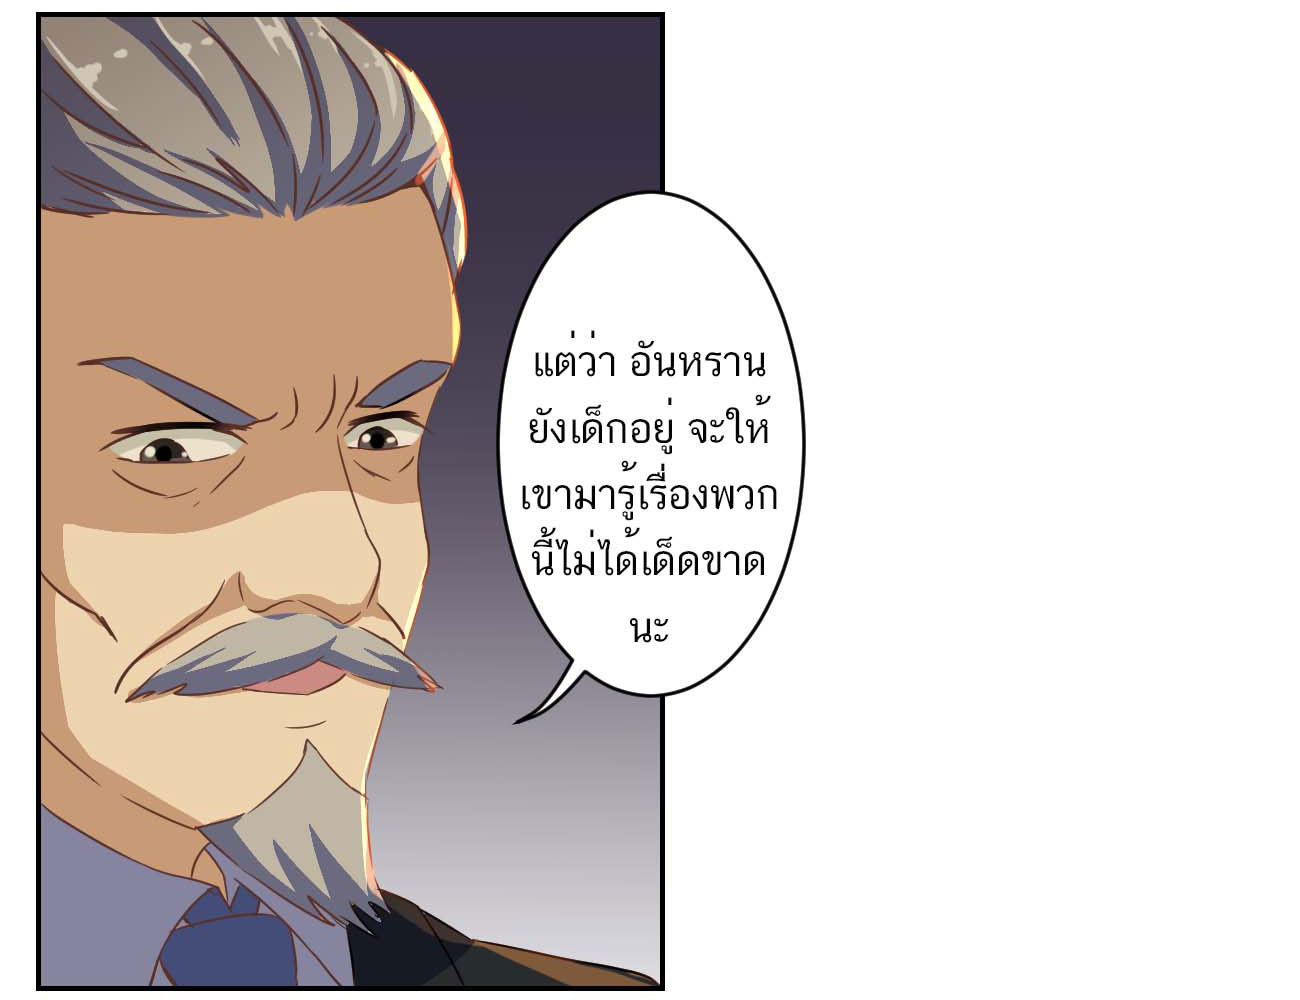 แต่ว่า อันหราน
ยังเด็กอยู่ จะให้
เขามารู้เรื่องพวก
นี้ไม่ได้เด็ดขาด
นะ